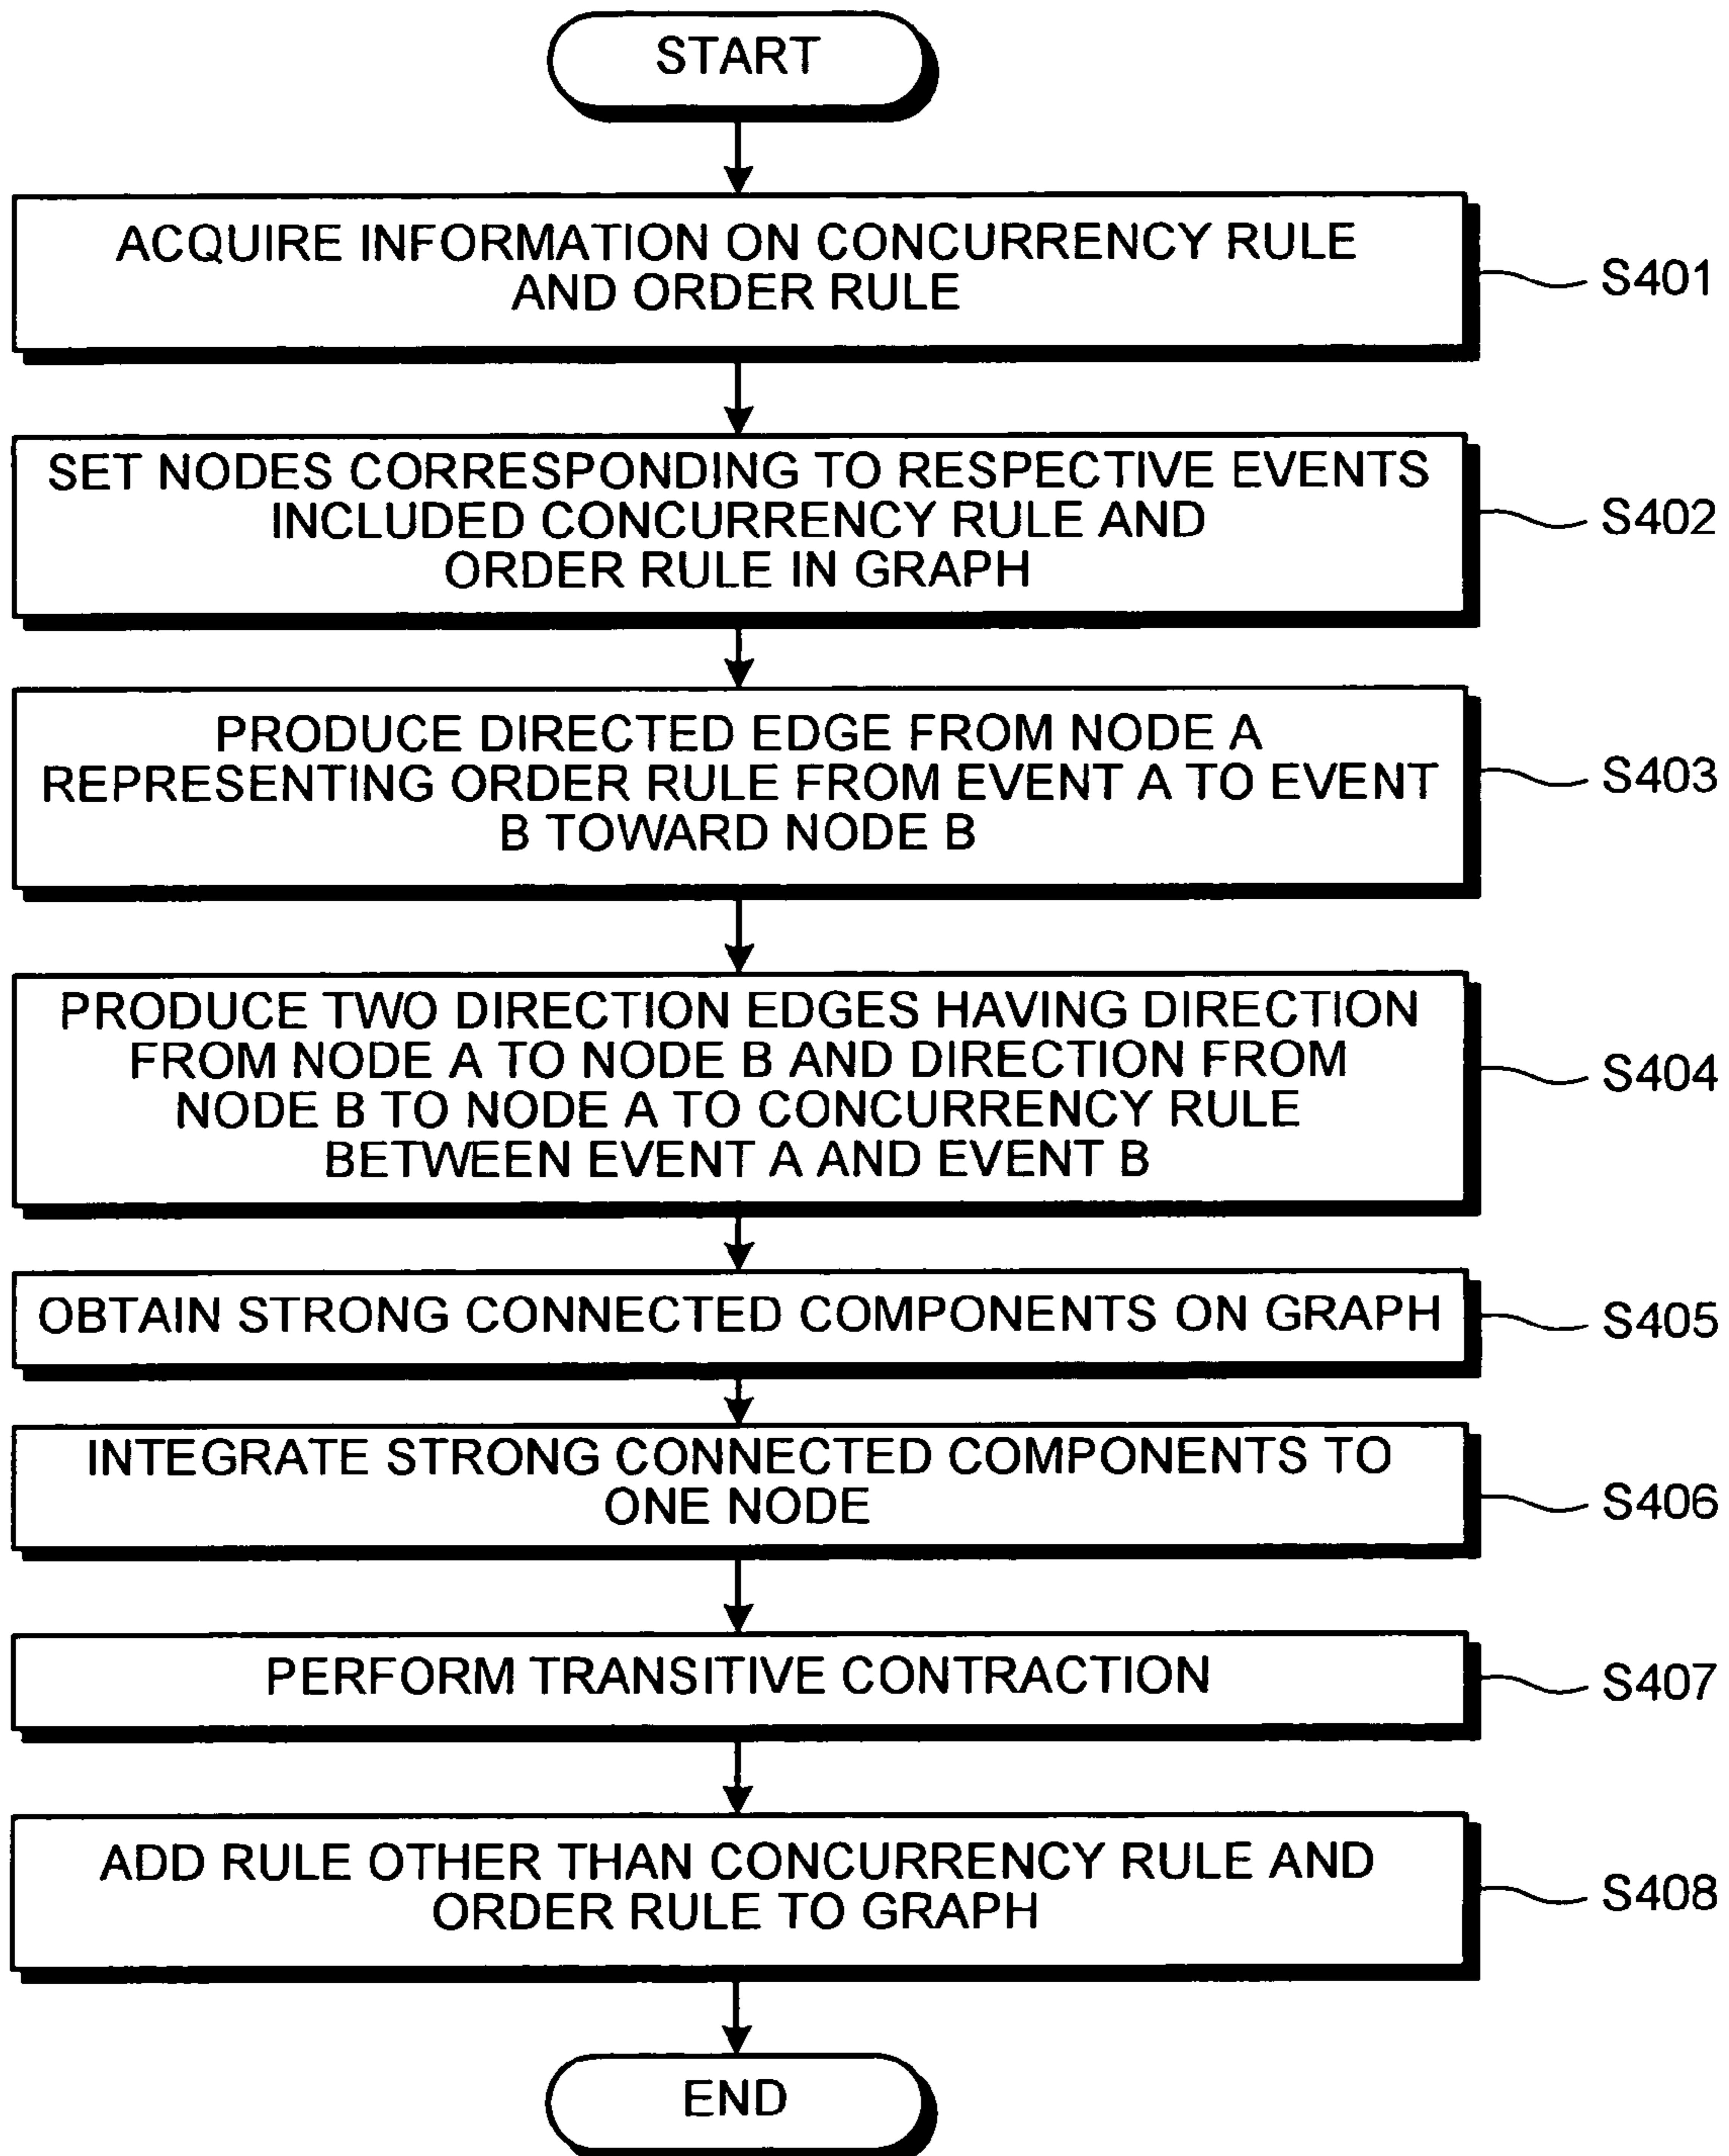 START
ACQUIRE INFORMATION ON CONCURRENCY RULE
AND ORDER RULE
S401
SET NODES CORRESPONDING TO RESPECTIVE EVENTS
INCLUDED CONCURRENCY RULE AND
ORDER RULE IN GRAPH
S402
PRODUCE DIRECTED EDGE FROM NODE A
REPRESENTING ORDER RULE FROM EVENT A TO EVENT
B TOWARD NODE B
S403
PRODUCE TWO DIRECTION EDGES HAVING DIRECTION
FROM NODE A TO NODE B AND DIRECTION FROM
NODE B TO NODE A TO CONCURRENCY RULE
BETWEEN EVENT A AND EVENT B
S404
OBTAIN STRONG CONNECTED COMPONENTS ON GRAPH
S405
INTEGRATE STRONG CONNECTED COMPONENTS TO
ONE NODE
S406
PERFORM TRANSITIVE CONTRACTION
S407
ADD RULE OTHER THAN CONCURRENCY RULE AND
ORDER RULE TO GRAPH
S408
END